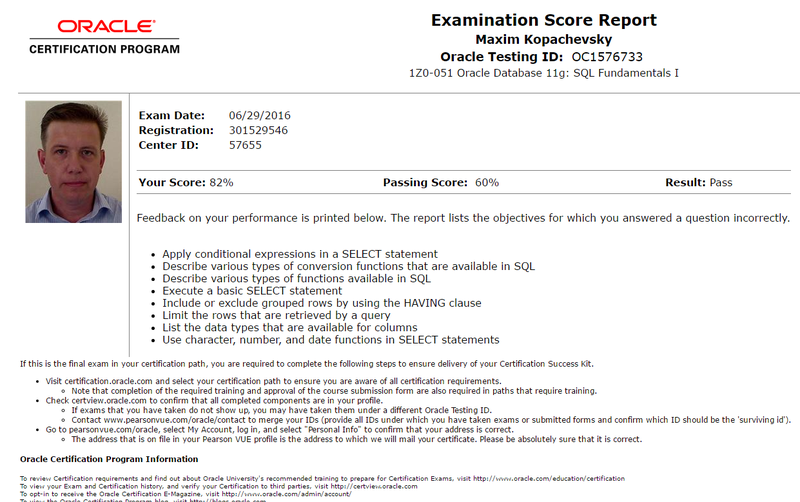 ORACLE
CERTIFICATION PROGRAM
Examination Score Report
Maxim Kopachevsky
Oracle Testing ID: OC1576733
1Z0-051 Oracle Database 11g: SQL Fundamentals I
Exam Date: 06/29/2016
Registration: 301529546
Center ID: 57655
Your Score: 82% Passing Score: 60% Result: Pass
Feedback on your performance is printed below. The report lists the objectives for which you answered a question incorrectly.
• Apply conditional expressions in a SELECT statement
• Describe various types of conversion functions that are available in SQL
• Describe various types of functions available in SQL
• Execute a basic SELECT statement
• Include or exclude grouped rows by using the HAVING clause
• Limit the rows that are retrieved by a query
• List the data types that are available for columns
• Use character, number, and date functions in SELECT statements
If this is the final exam in your certification path, you are required to complete the following steps to ensure delivery of your Certification Success Kit.
• Visit certification.oracle.com and select your certification path to ensure you are aware of all certification requirements.
• Note that completion of the required training and approval of the course submission form are also required in paths that require training.
• Check certview.oracle.com to confirm that all completed components are in your profile.
• If exams that you have taken do not show up, you may have taken them under a different Oracle Testing ID.
• Contact www.pearsonvue.com/oracle/contact to merge your IDs (provide all IDs under which you have taken exams or submitted forms and confirm which ID should be the 'surviving id').
• Go to pearsonvue.com/oracle, select My Account, log in, and select "Personal Info" to confirm that your address is correct.
• The address that is on file in your Pearson VUE profile is the address to which we will mail your certificate. Please be absolutely sure that it is correct.
Oracle Certification Program Information
To review Certification requirements and find out about Oracle University's recommended training to prepare for Certification Exams, visit http://www.oracle.com/education/certification
To view your Exam and Certification history, and verify your Certification, to third parties, visit http://certview.oracle.com
To opt-in to receive the Oracle Certification E-Magazine, visit http://www.oracle.com/admin/account/
To view the Oracle Certification Program blog, visit http://blogs.oracle.com